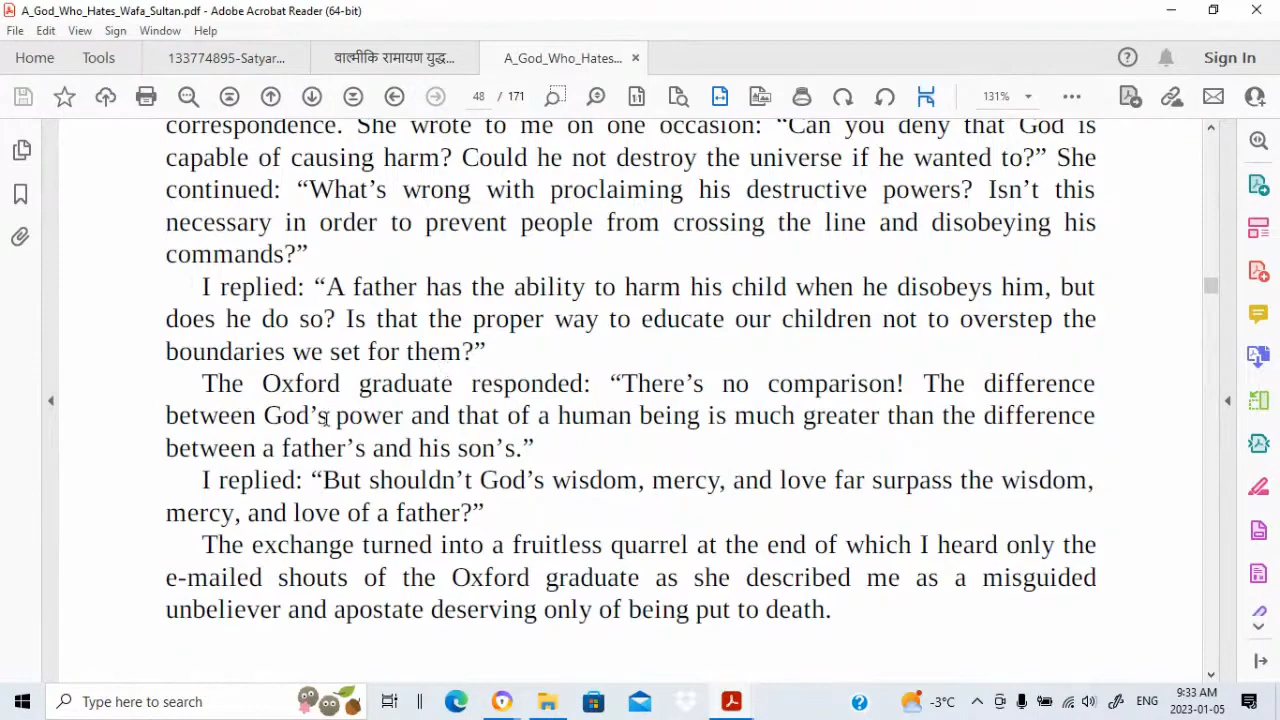 A_God_Who_Hates_Wafa_Sultan.pdf - Adobe Acrobat Reader (64-bit)
File Edit View Sign Window Help
Home Tools 133774895-Satyar... वाल्मीकि रामायण युद्ध... A_God_Who_Hates... Sign In
48 / 171 131%
correspondence. She wrote to me on one occasion: “Can you deny that God is
capable of causing harm? Could he not destroy the universe if he wanted to?” She
continued: “What’s wrong with proclaiming his destructive powers? Isn’t this
necessary in order to prevent people from crossing the line and disobeying his
commands?”
I replied: “A father has the ability to harm his child when he disobeys him, but
does he do so? Is that the proper way to educate our children not to overstep the
boundaries we set for them?”
The Oxford graduate responded: “There’s no comparison! The difference
between God’s power and that of a human being is much greater than the difference
between a father’s and his son’s.”
I replied: “But shouldn’t God’s wisdom, mercy, and love far surpass the wisdom,
mercy, and love of a father?”
The exchange turned into a fruitless quarrel at the end of which I heard only the
e-mailed shouts of the Oxford graduate as she described me as a misguided
unbeliever and apostate deserving only of being put to death.
Type here to search -3°C ENG 9:33 AM
2023-01-05